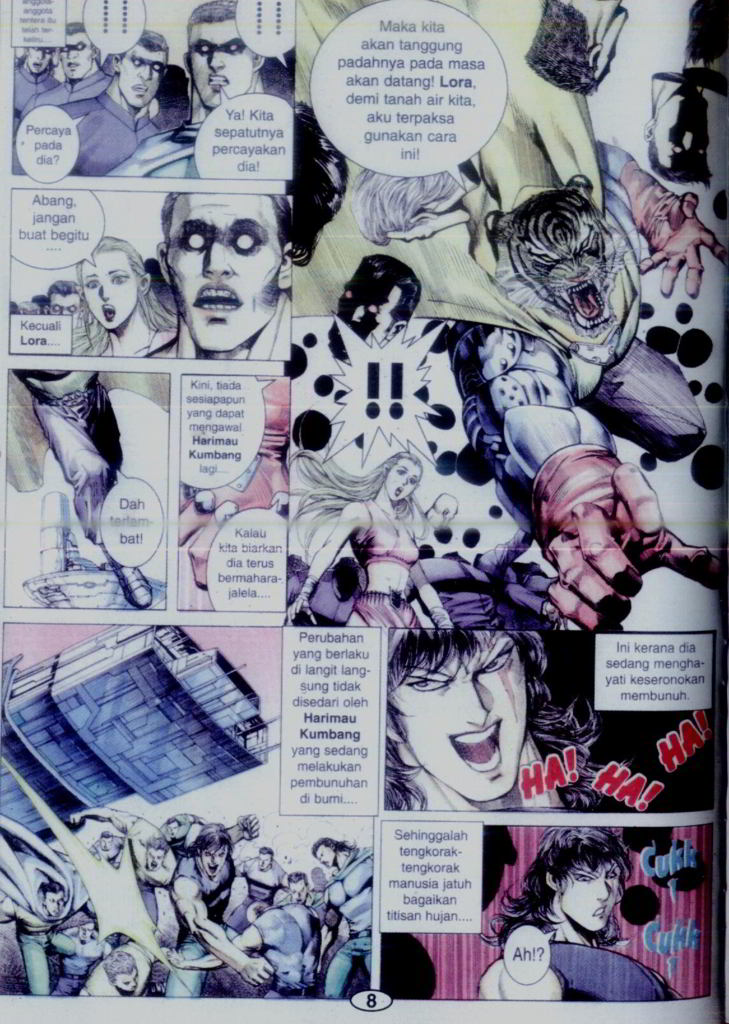 anggota-
anggota
tentera itu
telah ter-
keliru....
!!!!
!!!!
Percaya
pada
dia?
Ya! Kita
sepatutnya
percayakan
dia!
Maka kita
akan tanggung
padahnya pada masa
akan datang! Lora,
demi tanah air kita,
aku terpaksa
gunakan cara
ini!
Abang,
jangan
buat begitu
....
Kecuali
Lora....
!!
Dah
terlam-
bat!
Kini, tiada
sesiapapun
yang dapat
mengawal
Harimau
Kumbang
lagi....
Kalau
kita biarkan
dia terus
bermahara-
jalela....
Perubahan
yang berlaku
di langit lang-
sung tidak
disedari oleh
Harimau
Kumbang
yang sedang
melakukan
pembunuhan
di bumi....
Ini kerana dia
sedang mengha-
yati keseronokan
membunuh.
HA!
HA!
HA!
Sehinggalah
tengkorak-
tengkorak
manusia jatuh
bagaikan
titisan hujan....
Cukk
!
Cukk
!
Ah!?
8